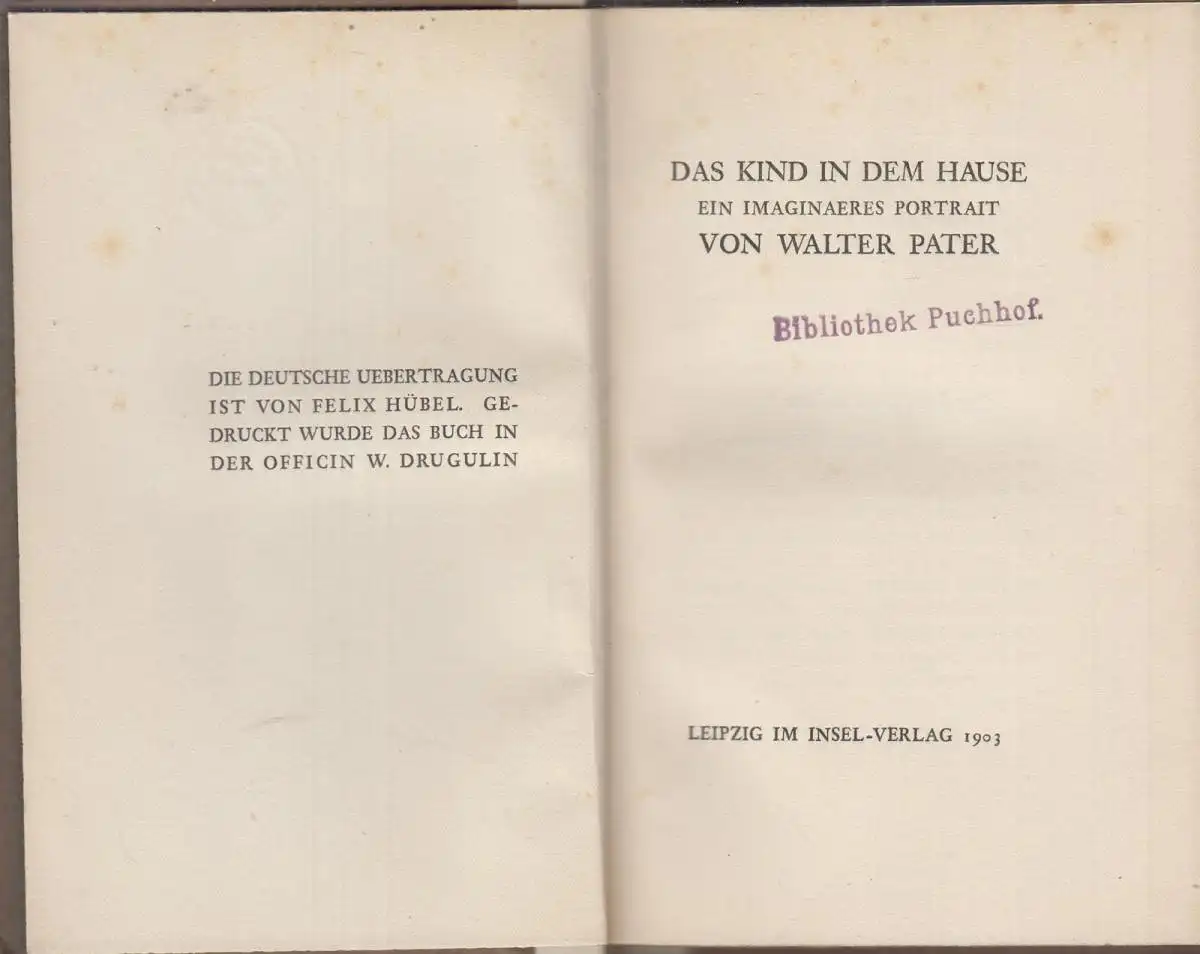 DIE DEUTSCHE UEBERTRAGUNG
IST VON FELIX HÜBEL. GE-
DRUCKT WURDE DAS BUCH IN
DER OFFICIN W. DRUGULIN
DAS KIND IN DEM HAUSE
EIN IMAGINAERES PORTRAIT
VON WALTER PATER
Bibliothek Puchhof.
LEIPZIG IM INSEL-VERLAG 1903